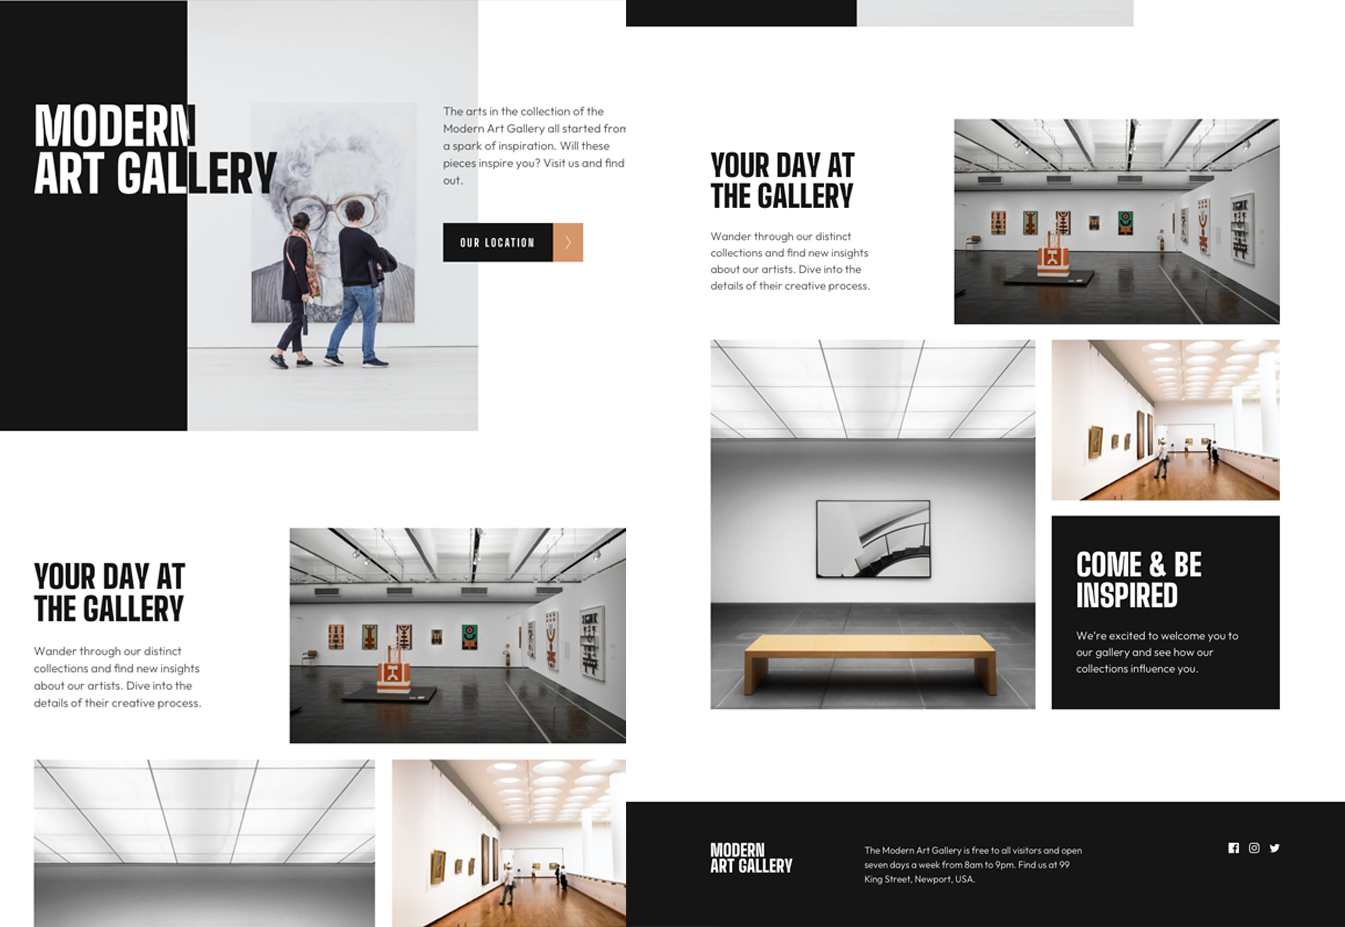 MODERN
ART GALLERY
The arts in the collection of the
Modern Art Gallery all started from
a spark of inspiration. Will these
pieces inspire you? Visit us and find
out.
OUR LOCATION
YOUR DAY AT
THE GALLERY
Wander through our distinct
collections and find new insights
about our artists. Dive into the
details of their creative process.
YOUR DAY AT
THE GALLERY
Wander through our distinct
collections and find new insights
about our artists. Dive into the
details of their creative process.
COME & BE
INSPIRED
We're excited to welcome you to
our gallery and see how our
collections influence you.
MODERN
ART GALLERY
The Modern Art Gallery is free to all visitors and open
seven days a week from 8am to 9pm. Find us at 99
King Street, Newport, USA.